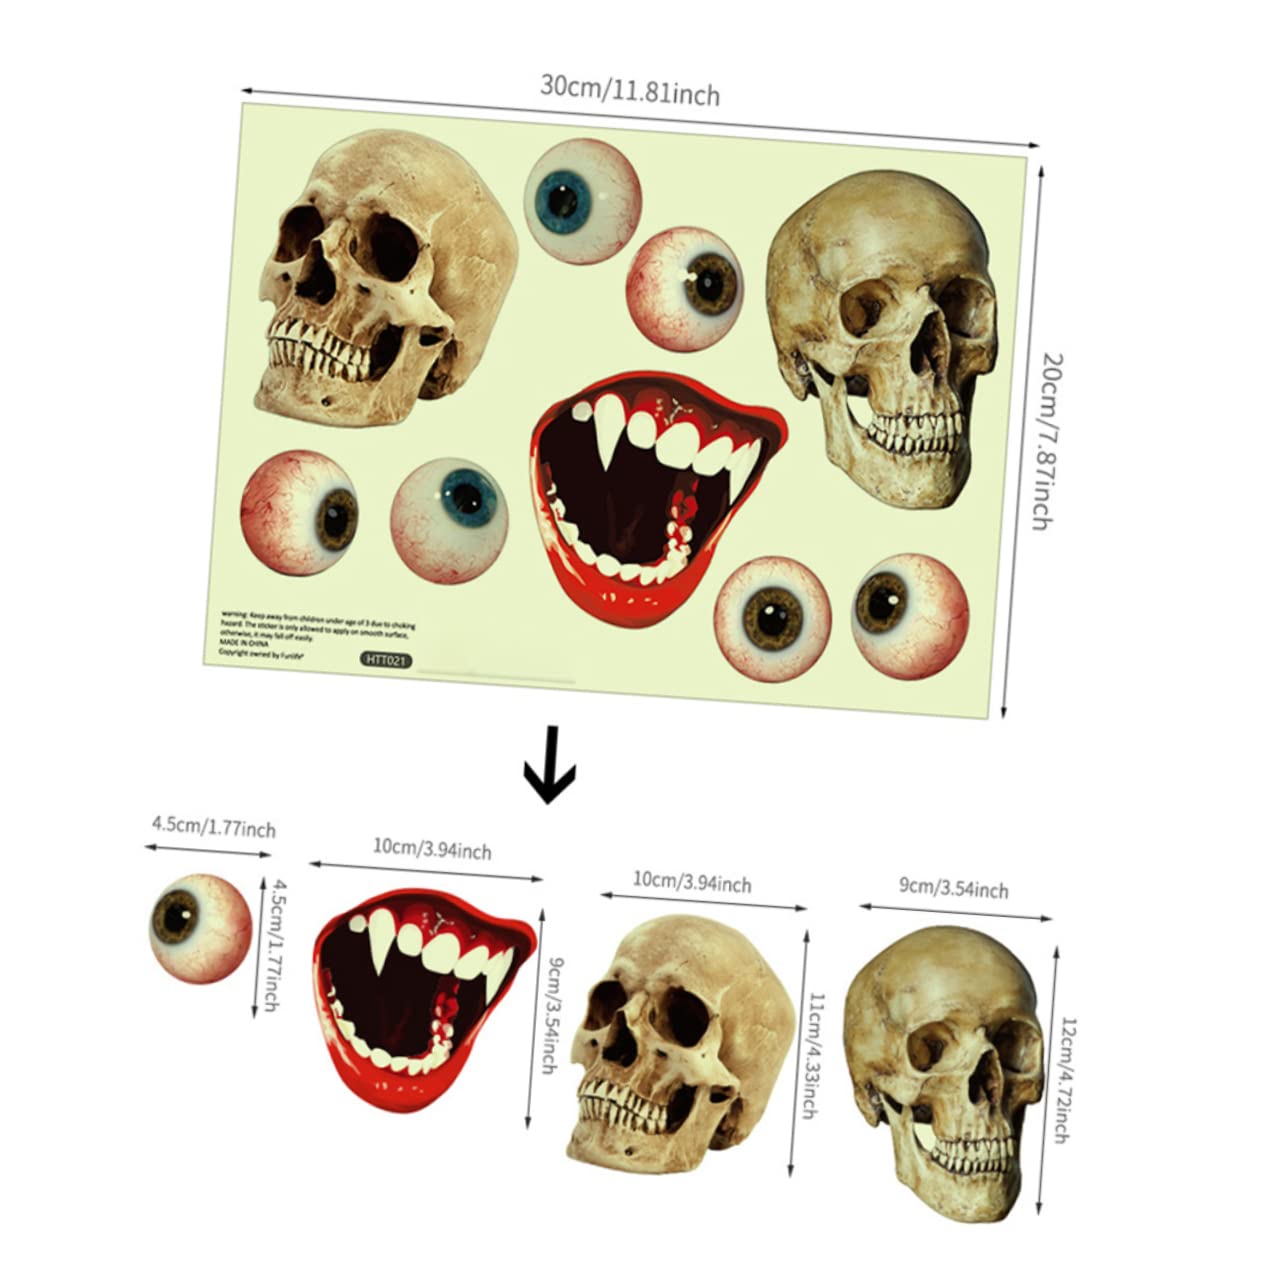 30cm/11.81inch
20cm/7.87inch
warning: Keep away from children under age of 3 due to choking
hazard. The sticker is only allowed to apply on smooth surface,
otherwise, it may fall off easily.
MADE IN CHINA
Copyright owned by Funlife®
HTT021
4.5cm/1.77inch
4.5cm/1.77inch
10cm/3.94inch
9cm/3.54inch
10cm/3.94inch
11cm/4.33inch
9cm/3.54inch
12cm/4.72inch